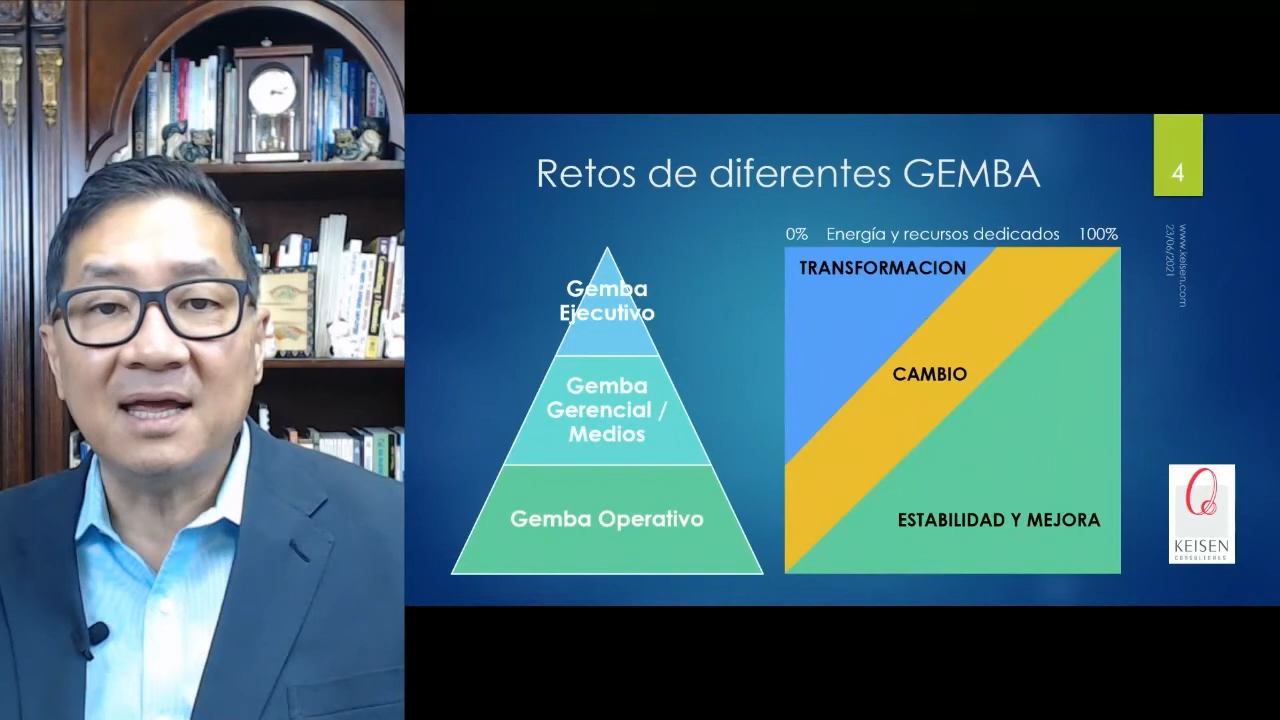 Retos de diferentes GEMBA
4
www.keisen.com
23/06/2021
0% Energía y recursos dedicados 100%
Gemba
Ejecutivo
Gemba
Gerencial /
Medios
Gemba Operativo
TRANSFORMACION
CAMBIO
ESTABILIDAD Y MEJORA
KEISEN
CONSULTORES